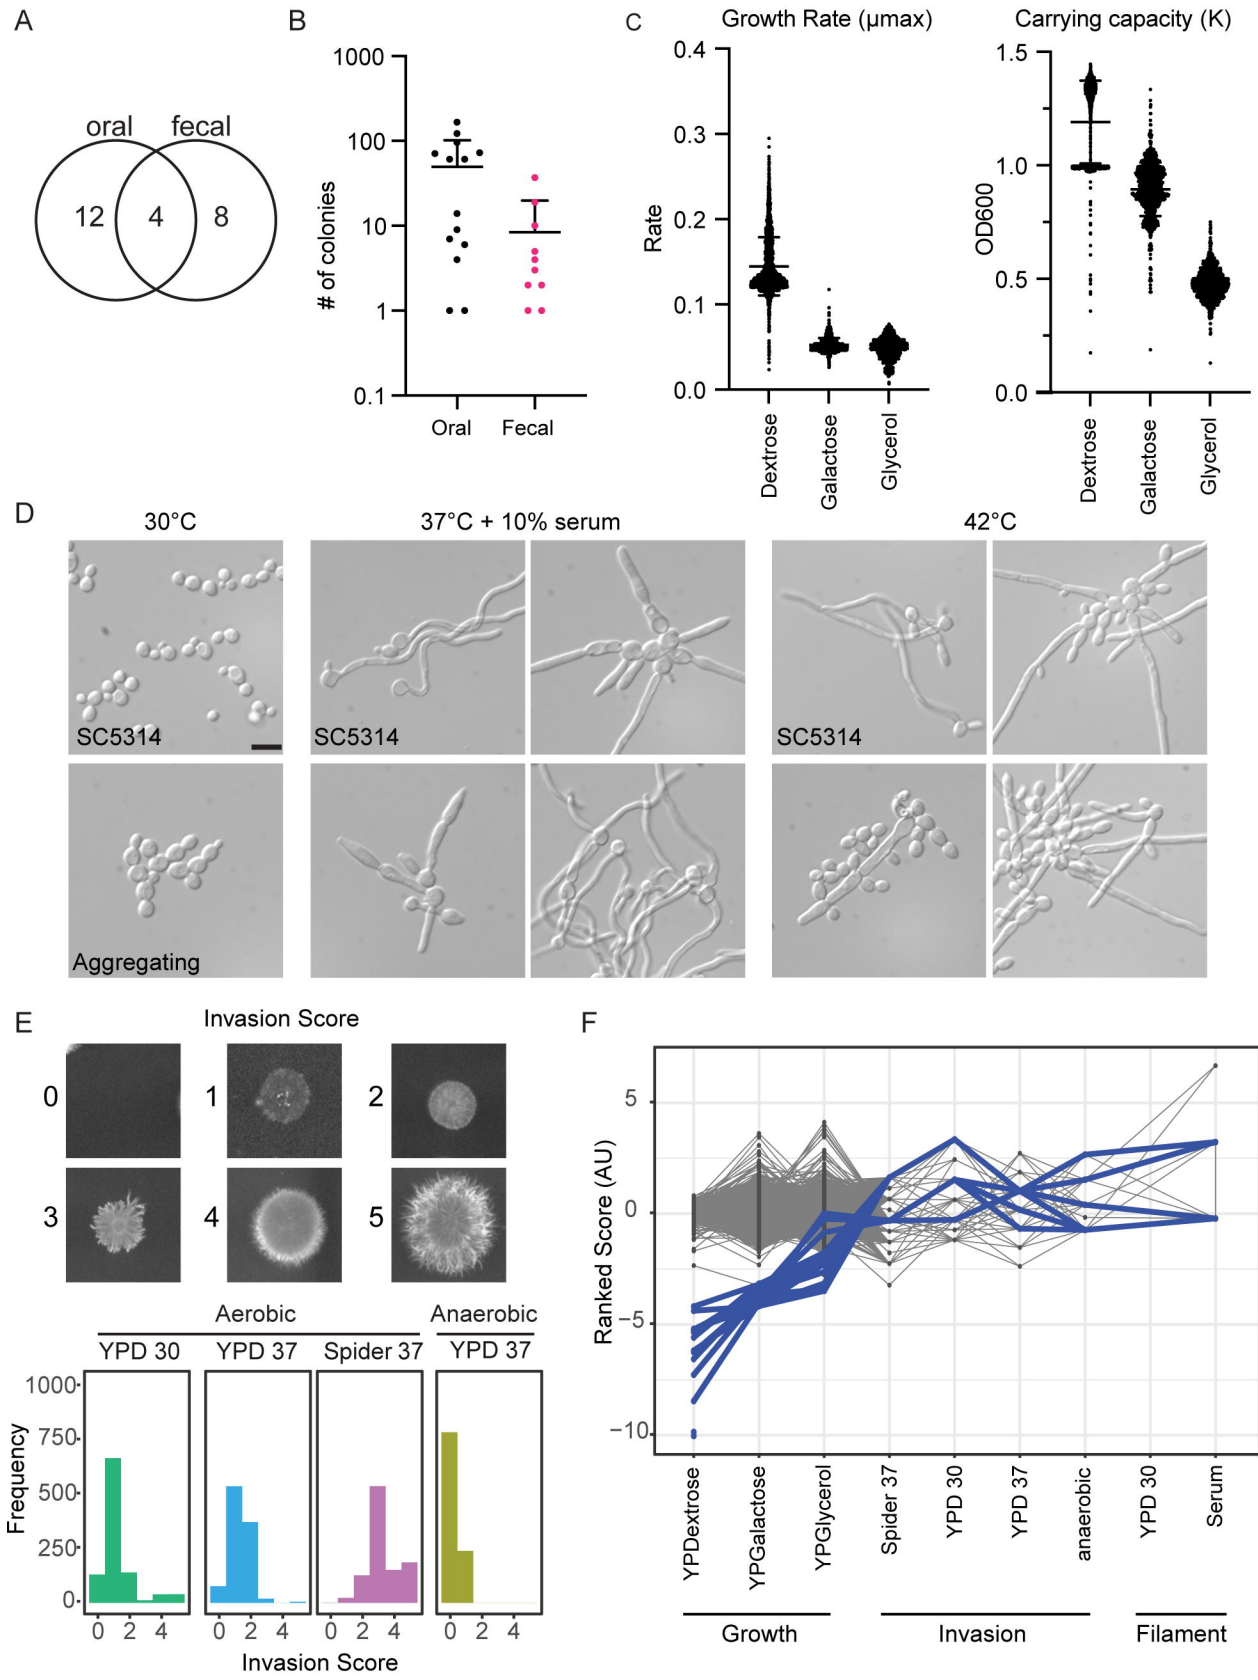 A
oral fecal
12 4 8
B
# of colonies
1000
100
10
1
0.1
Oral Fecal
C
Growth Rate (µmax)
Rate
0.4
0.3
0.2
0.1
0.0
Dextrose
Galactose
Glycerol
Carrying capacity (K)
OD600
1.5
1.0
0.5
0.0
Dextrose
Galactose
Glycerol
D
30°C 37°C + 10% serum 42°C
SC5314 SC5314 SC5314
Aggregating
E
Invasion Score
0 1 2
3 4 5
Aerobic Anaerobic
YPD 30 YPD 37 Spider 37 YPD 37
Frequency
1000
750
500
250
0
0 2 4 0 2 4 0 2 4 0 2 4
Invasion Score
F
Ranked Score (AU)
5
0
−5
−10
YPDextrose
YPGalactose
YPGlycerol
Spider 37
YPD 30
YPD 37
anaerobic
YPD 30
Serum
Growth Invasion Filament